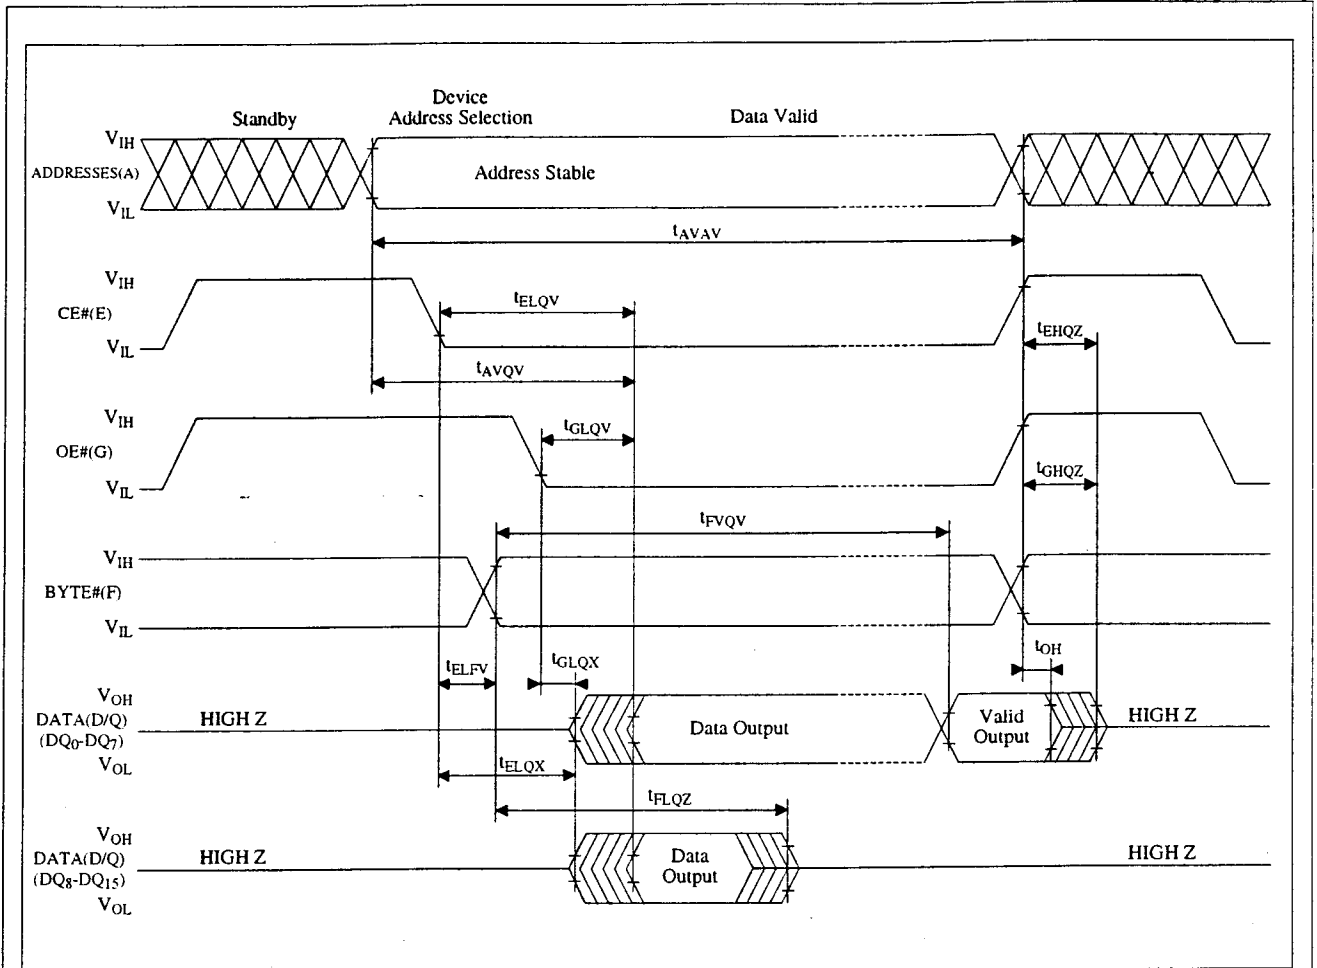 Device
Standby Address Selection Data Valid
VIH
ADDRESSES(A) Address Stable
VIL
tAVAV
VIH
tELQV
CE#(E)
tEHQZ
VIL
tAVQV
VIH
tGLQV
OE#(G)
tGHQZ
VIL
tFVQV
VIH
BYTE#(F)
VIL
tELFV tGLQX tOH
VOH
DATA(D/Q) HIGH Z Data Output Valid Output HIGH Z
(DQ0-DQ7)
VOL
tELQX
tFLQZ
VOH
DATA(D/Q) HIGH Z Data Output HIGH Z
(DQ8-DQ15)
VOL